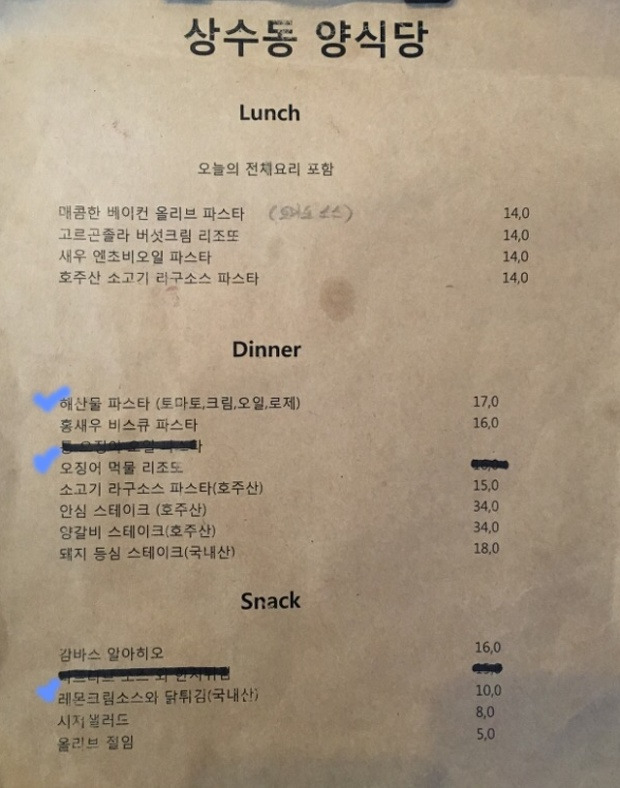 상수동 양식당
Lunch
오늘의 전체요리 포함
매콤한 베이컨 올리브 파스타 14,0
고르곤졸라 버섯크림 리조또 14,0
새우 엔초비오일 파스타 14,0
호주산 소고기 라구소스 파스타 14,0
Dinner
해산물 파스타 (토마토,크림,오일,로제) 17,0
홍새우 비스큐 파스타 16,0
오징어 먹물 리조또
소고기 라구소스 파스타(호주산) 15,0
안심 스테이크 (호주산) 34,0
양갈비 스테이크(호주산) 34,0
돼지 등심 스테이크(국내산) 18,0
Snack
감바스 알아히오 16,0
레몬크림소스와 닭튀김(국내산) 10,0
시저 샐러드 8,0
올리브 절임 5,0